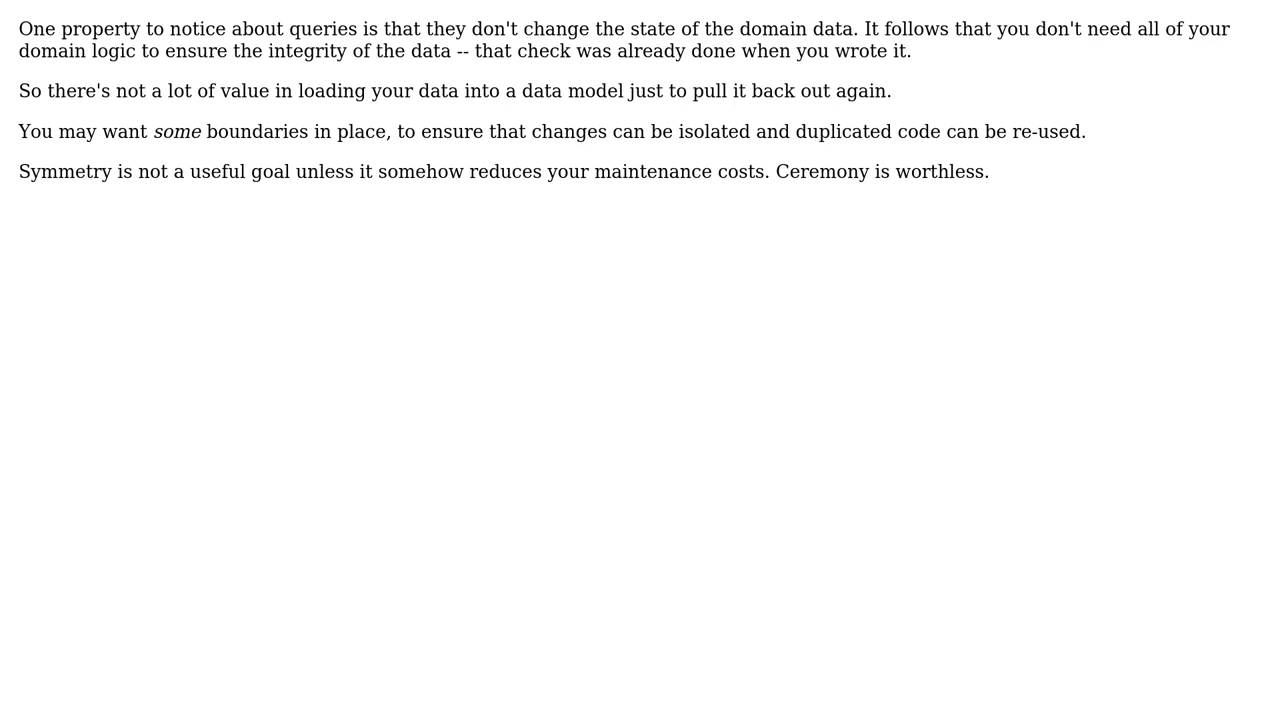 One property to notice about queries is that they don't change the state of the domain data. It follows that you don't need all of your
domain logic to ensure the integrity of the data -- that check was already done when you wrote it.
So there's not a lot of value in loading your data into a data model just to pull it back out again.
You may want some boundaries in place, to ensure that changes can be isolated and duplicated code can be re-used.
Symmetry is not a useful goal unless it somehow reduces your maintenance costs. Ceremony is worthless.